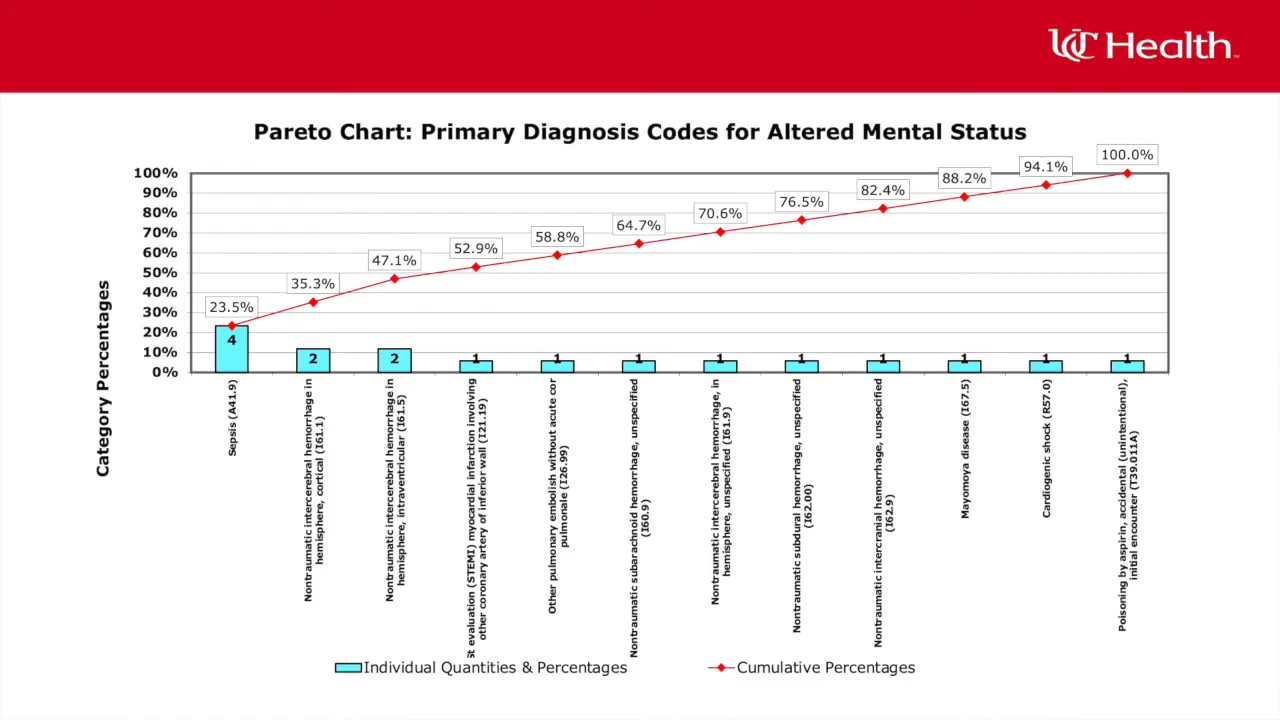 UC Health™
Pareto Chart: Primary Diagnosis Codes for Altered Mental Status
Category Percentages
100%
90%
80%
70%
60%
50%
40%
30%
20%
10%
0%
23.5%
35.3%
47.1%
52.9%
58.8%
64.7%
70.6%
76.5%
82.4%
88.2%
94.1%
100.0%
4
2
2
1
1
1
1
1
1
1
1
1
Sepsis (A41.9)
Nontraumatic intercerebral hemorrhage in
hemisphere, cortical (I61.1)
Nontraumatic intercerebral hemorrhage in
hemisphere, intraventricular (I61.5)
St evaluation (STEMI) myocardial infarction involving
other coronary artery of inferior wall (I21.19)
Other pulmonary embolish without acute cor
pulmonale (I26.99)
Nontraumatic subarachnoid hemorrhage, unspecified
(I60.9)
Nontraumatic intercerebral hemorrhage, in
hemisphere, unspecified (I61.9)
Nontraumatic subdural hemorrhage, unspecified
(I62.00)
Nontraumatic intercranial hemorrhage, unspecified
(I62.9)
Mayomoya disease (I67.5)
Cardiogenic shock (R57.0)
Poisoning by aspirin, accidental (unintentional),
initial encounter (T39.011A)
Individual Quantities & Percentages
Cumulative Percentages